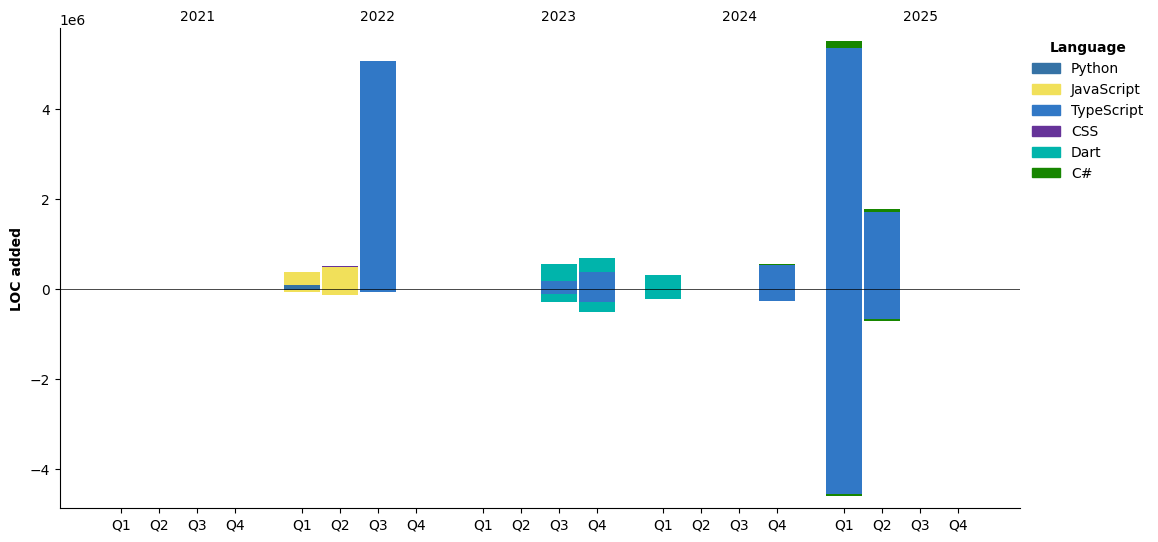 2021 2022 2023 2024 2025
1e6
Language
Python
JavaScript
TypeScript
CSS
Dart
C#
LOC added
4
2
0
−2
−4
Q1 Q2 Q3 Q4 Q1 Q2 Q3 Q4 Q1 Q2 Q3 Q4 Q1 Q2 Q3 Q4 Q1 Q2 Q3 Q4